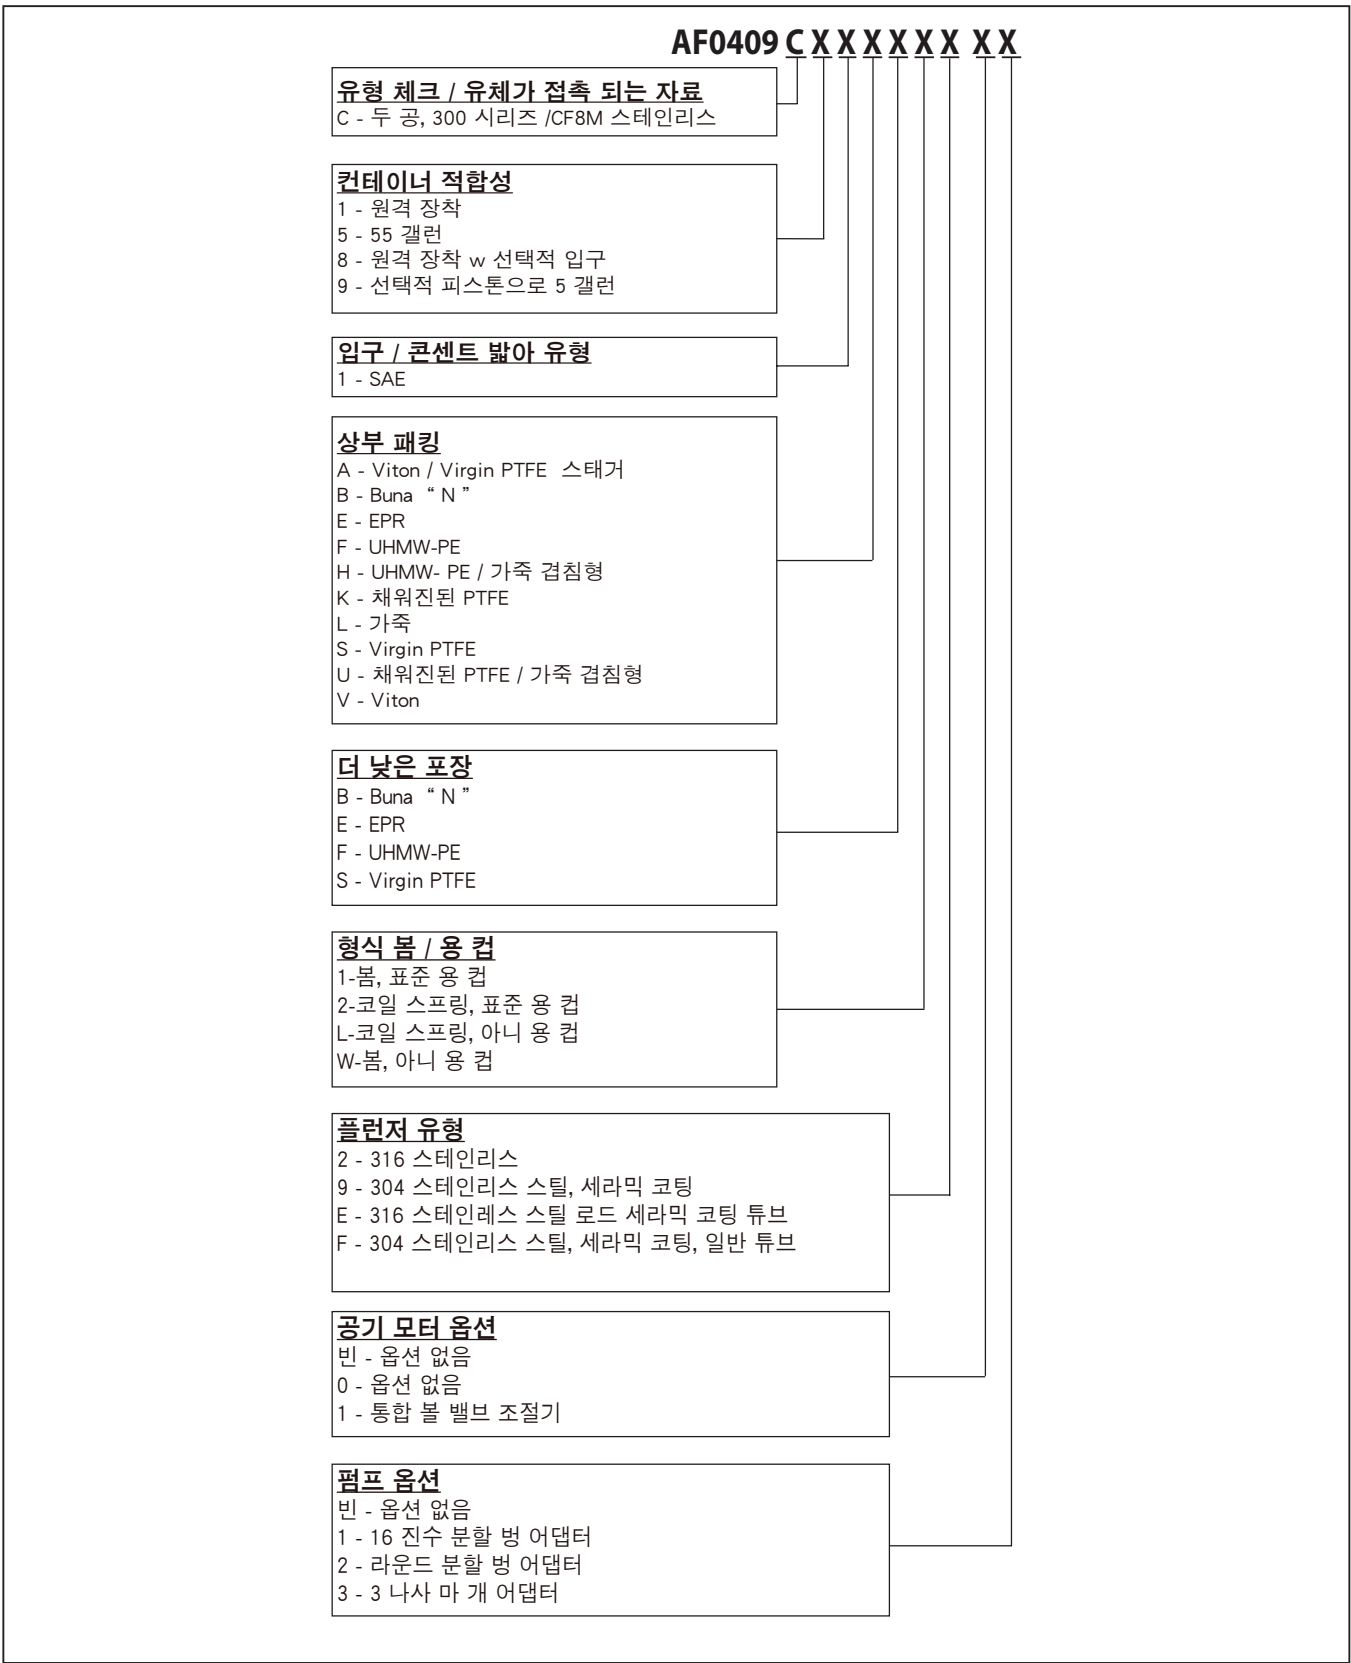 AF0409 C X X X X X X X X
유형 체크 / 유체가 접촉 되는 자료
C - 두 공, 300 시리즈 /CF8M 스테인리스
컨테이너 적합성
1 - 원격 장착
5 - 55 갤런
8 - 원격 장착 w 선택적 입구
9 - 선택적 피스톤으로 5 갤런
입구 / 콘센트 밟아 유형
1 - SAE
상부 패킹
A - Viton / Virgin PTFE 스태거
B - Buna “ N ”
E - EPR
F - UHMW-PE
H - UHMW- PE / 가죽 겹침형
K - 채워진된 PTFE
L - 가죽
S - Virgin PTFE
U - 채워진된 PTFE / 가죽 겹침형
V - Viton
더 낮은 포장
B - Buna “ N ”
E - EPR
F - UHMW-PE
S - Virgin PTFE
형식 봄 / 용 컵
1-봄, 표준 용 컵
2-코일 스프링, 표준 용 컵
L-코일 스프링, 아니 용 컵
W-봄, 아니 용 컵
플런저 유형
2 - 316 스테인리스
9 - 304 스테인리스 스틸, 세라믹 코팅
E - 316 스테인레스 스틸 로드 세라믹 코팅 튜브
F - 304 스테인리스 스틸, 세라믹 코팅, 일반 튜브
공기 모터 옵션
빈 - 옵션 없음
0 - 옵션 없음
1 - 통합 볼 밸브 조절기
펌프 옵션
빈 - 옵션 없음
1 - 16 진수 분할 벙 어댑터
2 - 라운드 분할 벙 어댑터
3 - 3 나사 마 개 어댑터